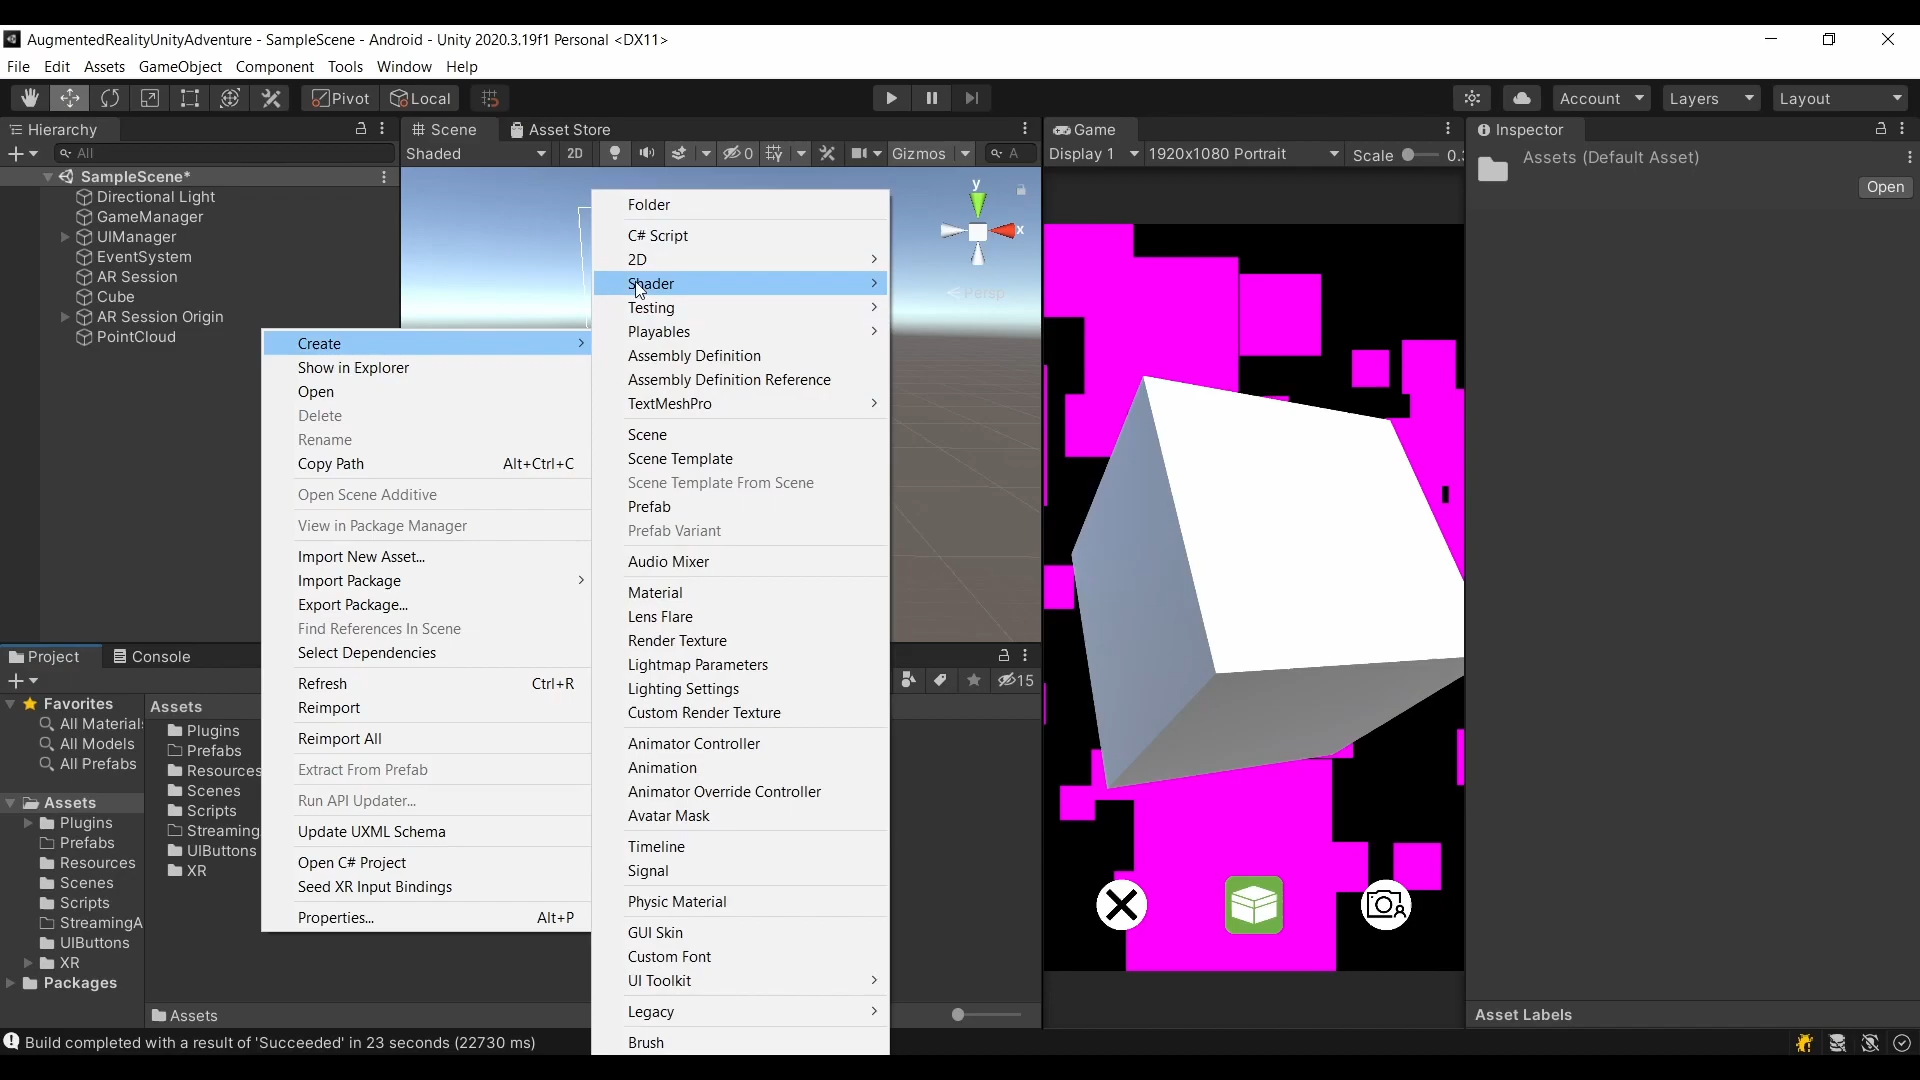 AugmentedRealityUnityAdventure - SampleScene - Android - Unity 2020.3.19f1 Personal <DX11>
File Edit Assets GameObject Component Tools Window Help
Pivot Local Account Layers Layout
Hierarchy
All
SampleScene*
Directional Light
GameManager
UIManager
EventSystem
AR Session
Cube
AR Session Origin
PointCloud
Scene Asset Store
Shaded 2D 0 Gizmos A
y
x
Persp
Game
Display 1 1920x1080 Portrait Scale 0.
Inspector
Assets (Default Asset)
Open
Create
Show in Explorer
Open
Delete
Rename
Copy Path Alt+Ctrl+C
Open Scene Additive
View in Package Manager
Import New Asset...
Import Package
Export Package...
Find References In Scene
Select Dependencies
Refresh Ctrl+R
Reimport
Reimport All
Extract From Prefab
Run API Updater...
Update UXML Schema
Open C# Project
Seed XR Input Bindings
Properties... Alt+P
Folder
C# Script
2D
Shader
Testing
Playables
Assembly Definition
Assembly Definition Reference
TextMeshPro
Scene
Scene Template
Scene Template From Scene
Prefab
Prefab Variant
Audio Mixer
Material
Lens Flare
Render Texture
Lightmap Parameters
Lighting Settings
Custom Render Texture
Animator Controller
Animation
Animator Override Controller
Avatar Mask
Timeline
Signal
Physic Material
GUI Skin
Custom Font
UI Toolkit
Legacy
Brush
Project Console
15
Favorites
All Materials
All Models
All Prefabs
Assets
Plugins
Prefabs
Resources
Scenes
Scripts
StreamingA
UIButtons
XR
Packages
Assets
Plugins
Prefabs
Resources
Scenes
Scripts
Streaming
UIButtons
XR
Assets
Asset Labels
Build completed with a result of 'Succeeded' in 23 seconds (22730 ms)